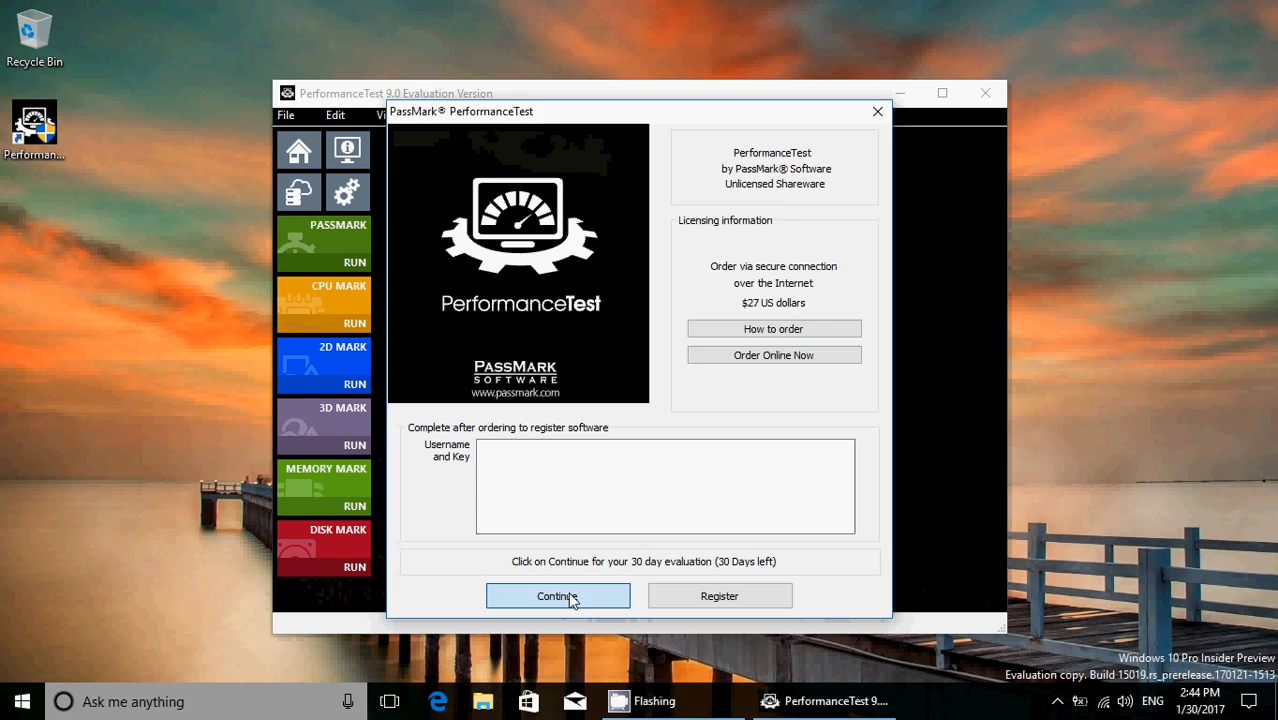 Recycle Bin
Performan...
PerformanceTest 9.0 Evaluation Version
File Edit Vi
PASSMARK
RUN
CPU MARK
RUN
2D MARK
RUN
3D MARK
RUN
MEMORY MARK
RUN
DISK MARK
RUN
PassMark® PerformanceTest
PerformanceTest
PASSMARK
SOFTWARE
www.passmark.com
PerformanceTest
by PassMark® Software
Unlicensed Shareware
Licensing information
Order via secure connection
over the Internet
$27 US dollars
How to order
Order Online Now
Complete after ordering to register software
Username
and Key
Click on Continue for your 30 day evaluation (30 Days left)
Continue
Register
Windows 10 Pro Insider Preview
Evaluation copy. Build 15019.rs_prerelease.170121-1513
Ask me anything
Flashing
PerformanceTest 9....
ENG
2:44 PM
1/30/2017